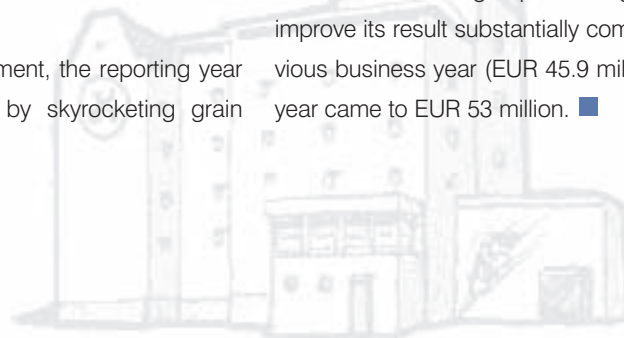 ment, the reporting year
by skyrocketing grain
improve its result substantially com
vious business year (EUR 45.9 mil
year came to EUR 53 million.